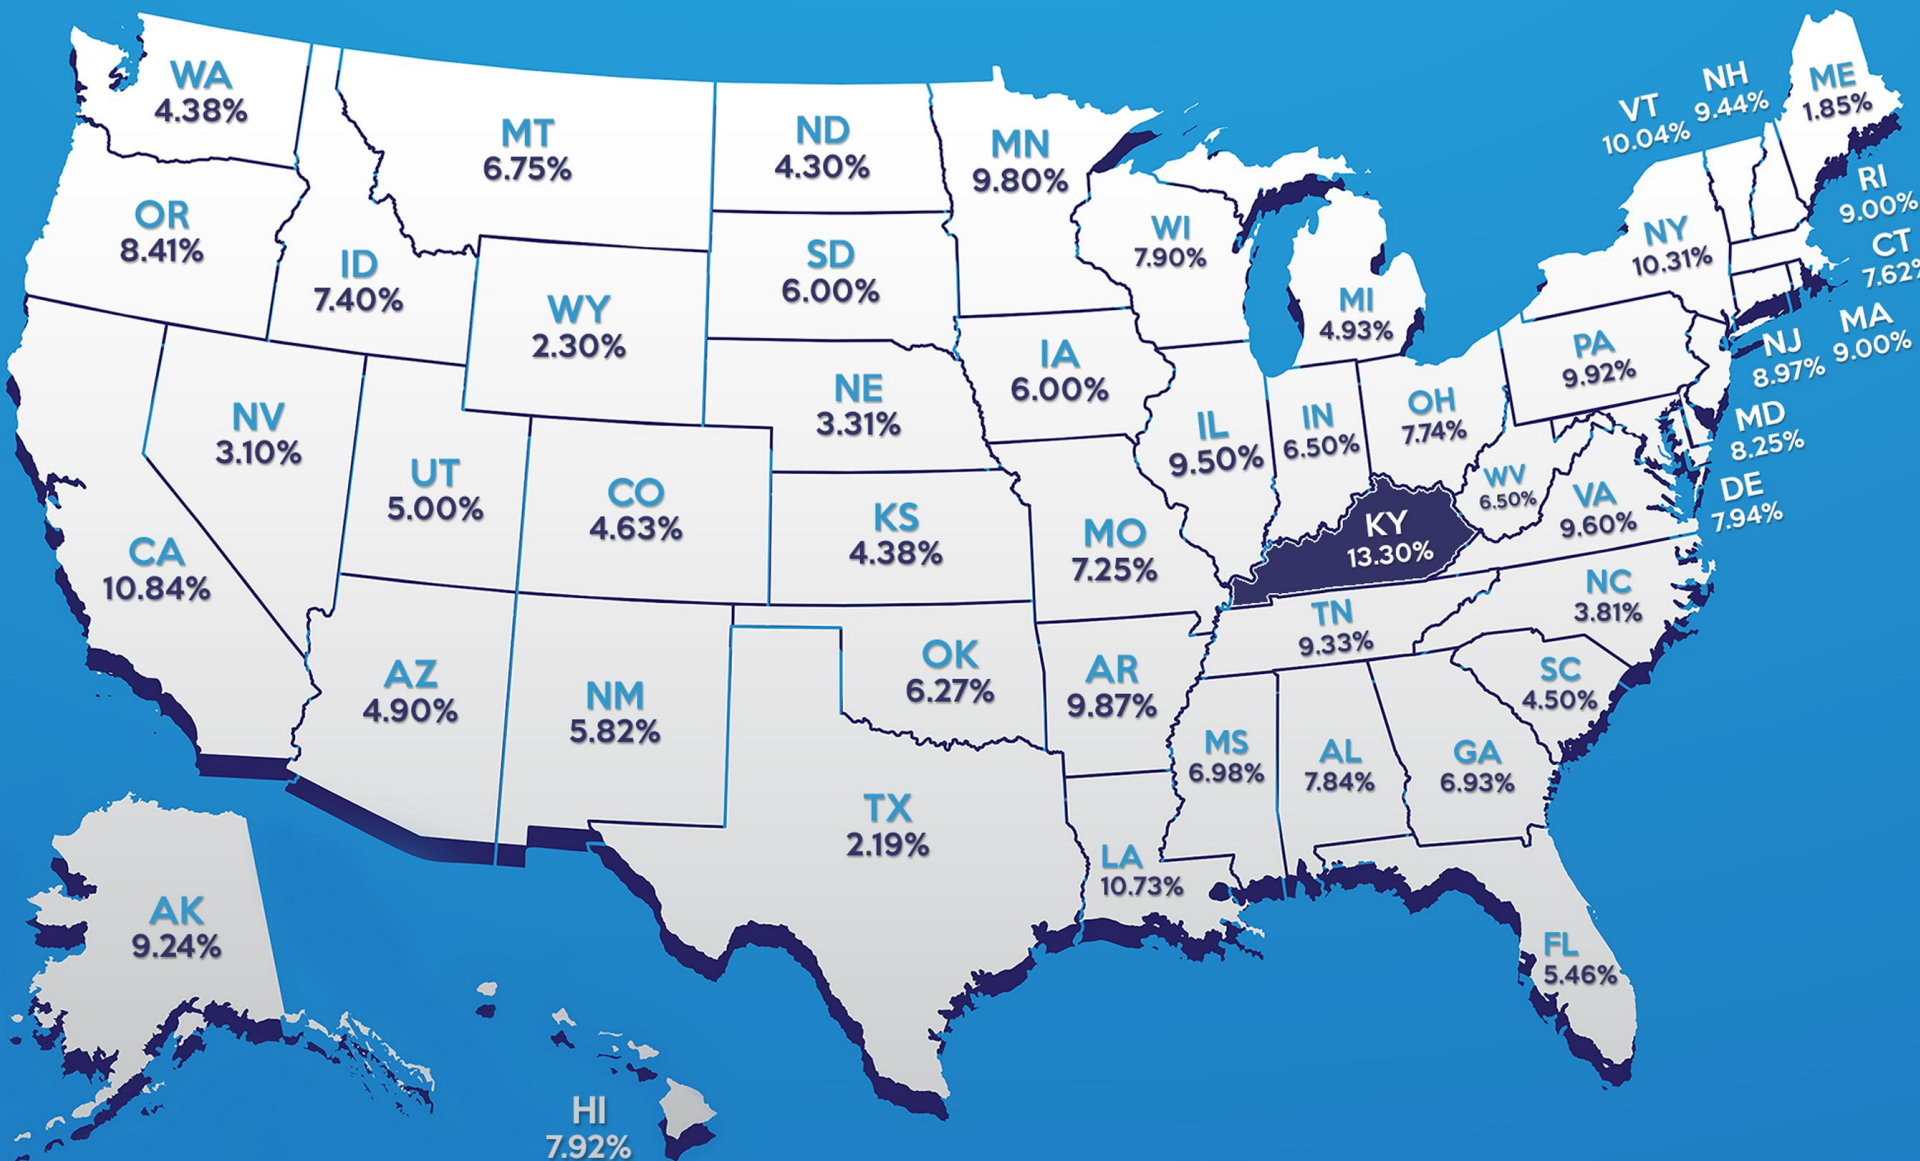 WA
4.38%
MT
6.75%
ND
4.30%
MN
9.80%
VT
10.04%
NH
9.44%
ME
1.85%
OR
8.41%
ID
7.40%
WY
2.30%
SD
6.00%
WI
7.90%
MI
4.93%
NY
10.31%
RI
9.00%
CT
7.62%
MA
9.00%
NJ
8.97%
PA
9.92%
NV
3.10%
UT
5.00%
CO
4.63%
NE
3.31%
IA
6.00%
IL
9.50%
IN
6.50%
OH
7.74%
WV
6.50%
VA
9.60%
MD
8.25%
DE
7.94%
CA
10.84%
KS
4.38%
MO
7.25%
KY
13.30%
TN
9.33%
NC
3.81%
SC
4.50%
AZ
4.90%
NM
5.82%
OK
6.27%
AR
9.87%
MS
6.98%
AL
7.84%
GA
6.93%
TX
2.19%
LA
10.73%
FL
5.46%
AK
9.24%
HI
7.92%